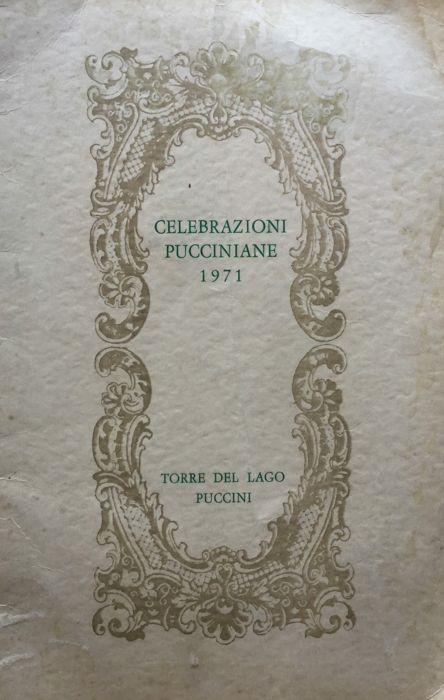 CELEBRAZIONI
PUCCINIANE
1971
TORRE DEL LAGO
PUCCINI